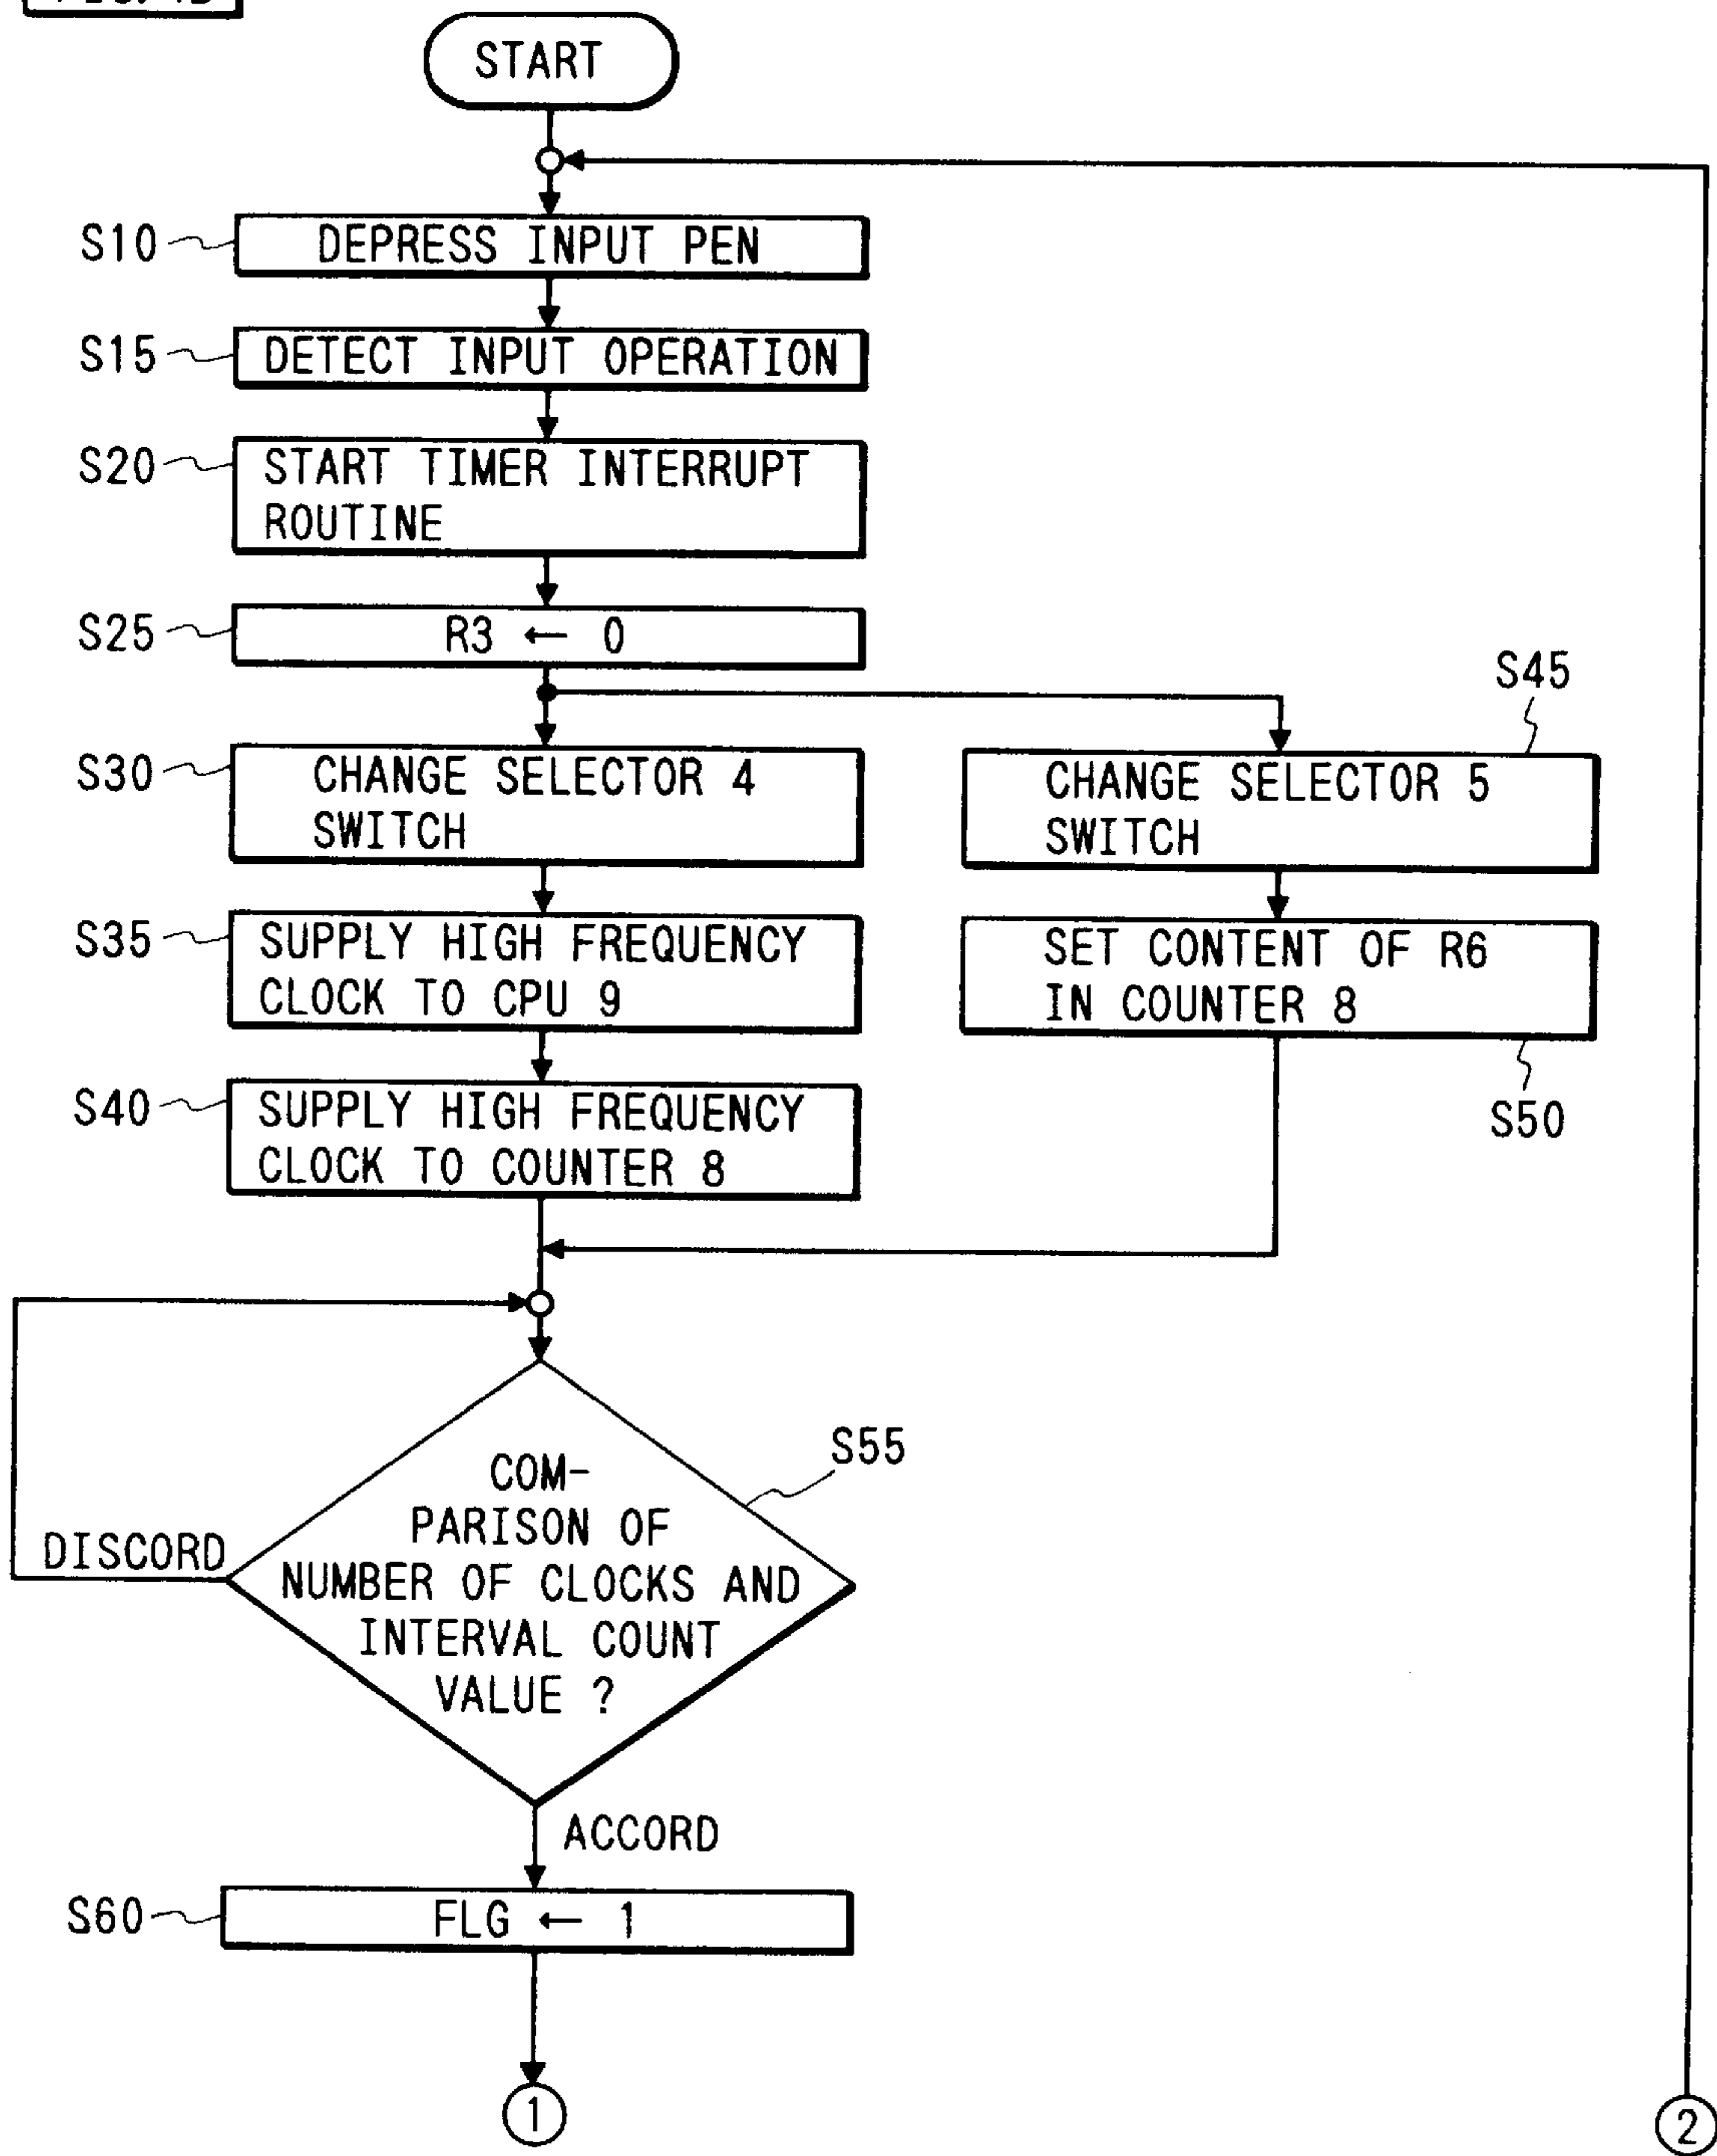 START
S10
DEPRESS INPUT PEN
S15
DETECT INPUT OPERATION
S20
START TIMER INTERRUPT
ROUTINE
S25
R3 ← 0
S30
CHANGE SELECTOR 4
SWITCH
S45
CHANGE SELECTOR 5
SWITCH
S35
SUPPLY HIGH FREQUENCY
CLOCK TO CPU 9
SET CONTENT OF R6
IN COUNTER 8
S50
S40
SUPPLY HIGH FREQUENCY
CLOCK TO COUNTER 8
S55
COM-
PARISON OF
NUMBER OF CLOCKS AND
INTERVAL COUNT
VALUE ?
DISCORD
ACCORD
S60
FLG ← 1
1
2